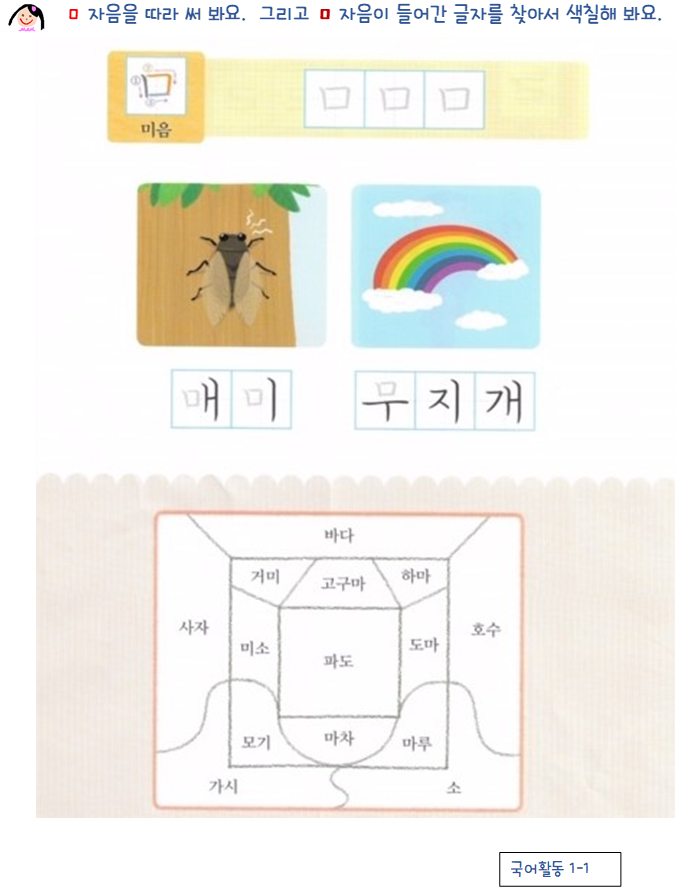 ㅁ 자음을 따라 써 봐요. 그리고 ㅁ 자음이 들어간 글자를 찾아서 색칠해 봐요.
① ② ③
ㅁ ㅁ ㅁ ㅁ
미음
매미 무지개
바다
거미 고구마 하마
사자 미소 파도 도마 호수
모기 마차 마루
가시 소
국어활동 1-1